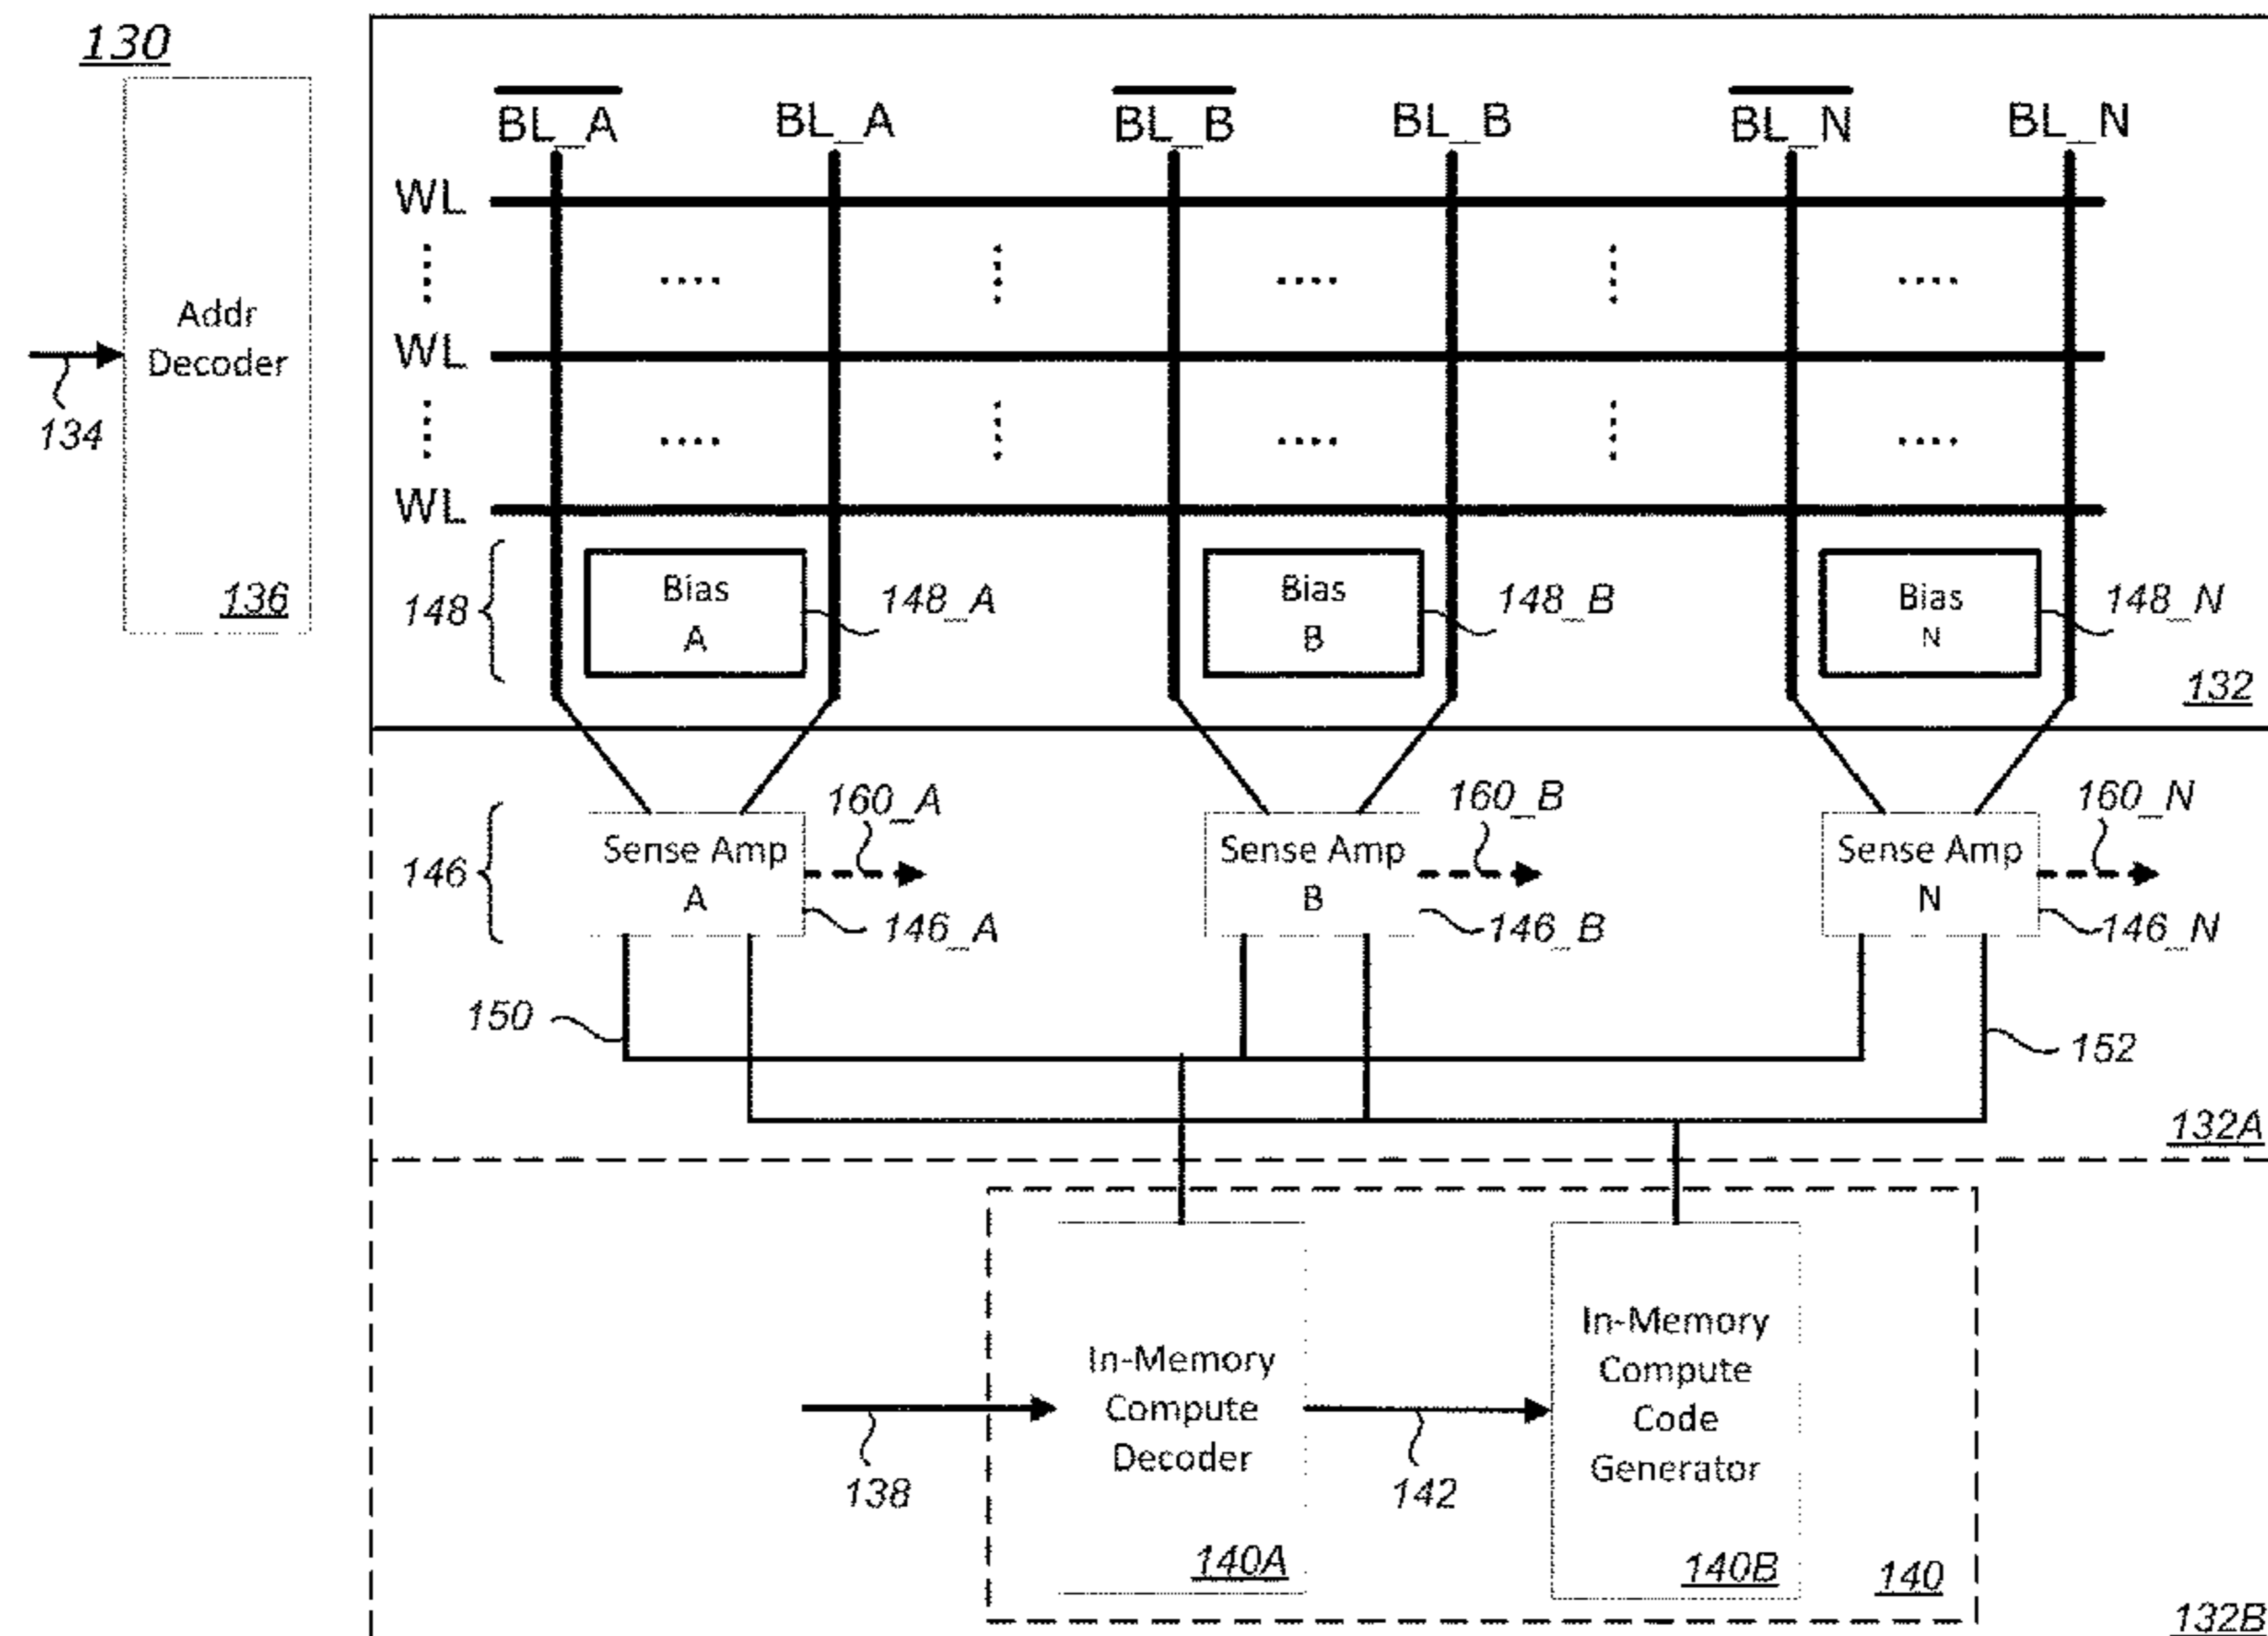 130
Addr
Decoder
134
136
BL_A
BL_A
BL_B
BL_B
BL_N
BL_N
WL
WL
WL
148
Bias
A
148_A
Bias
B
148_B
Bias
N
148_N
132
146
Sense Amp
A
160_A
146_A
Sense Amp
B
160_B
146_B
Sense Amp
N
160_N
146_N
150
152
132A
138
In-Memory
Compute
Decoder
140A
142
In-Memory
Compute
Code
Generator
140B
140
132B